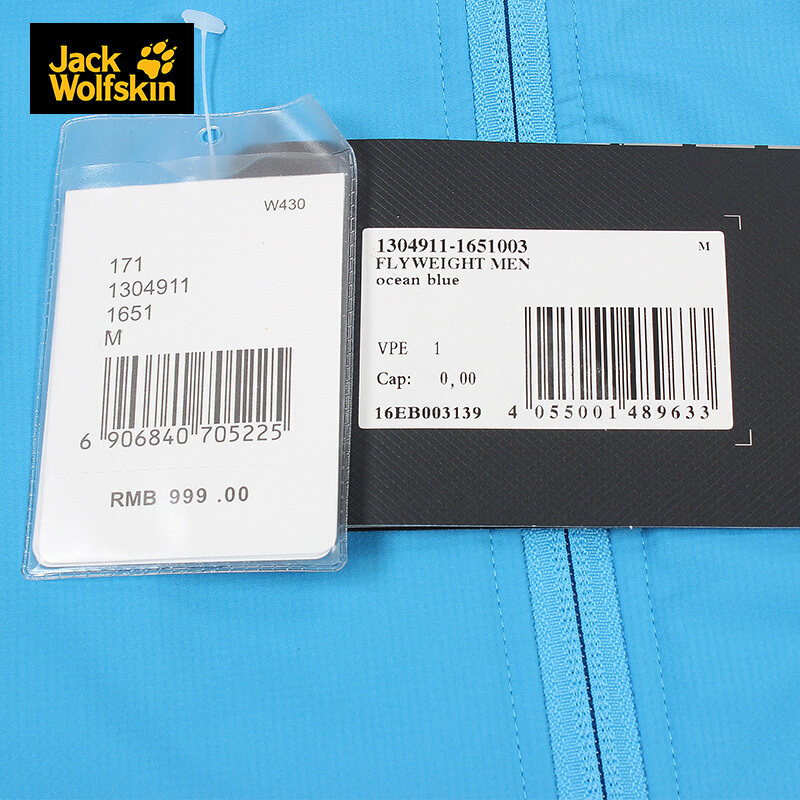 Jack
Wolfskin
W430
171
1304911
1651
M
6 906840 705225
RMB 999 .00
1304911-1651003 M
FLYWEIGHT MEN
ocean blue
VPE 1
Cap: 0,00
16EB003139
4 055001 489633